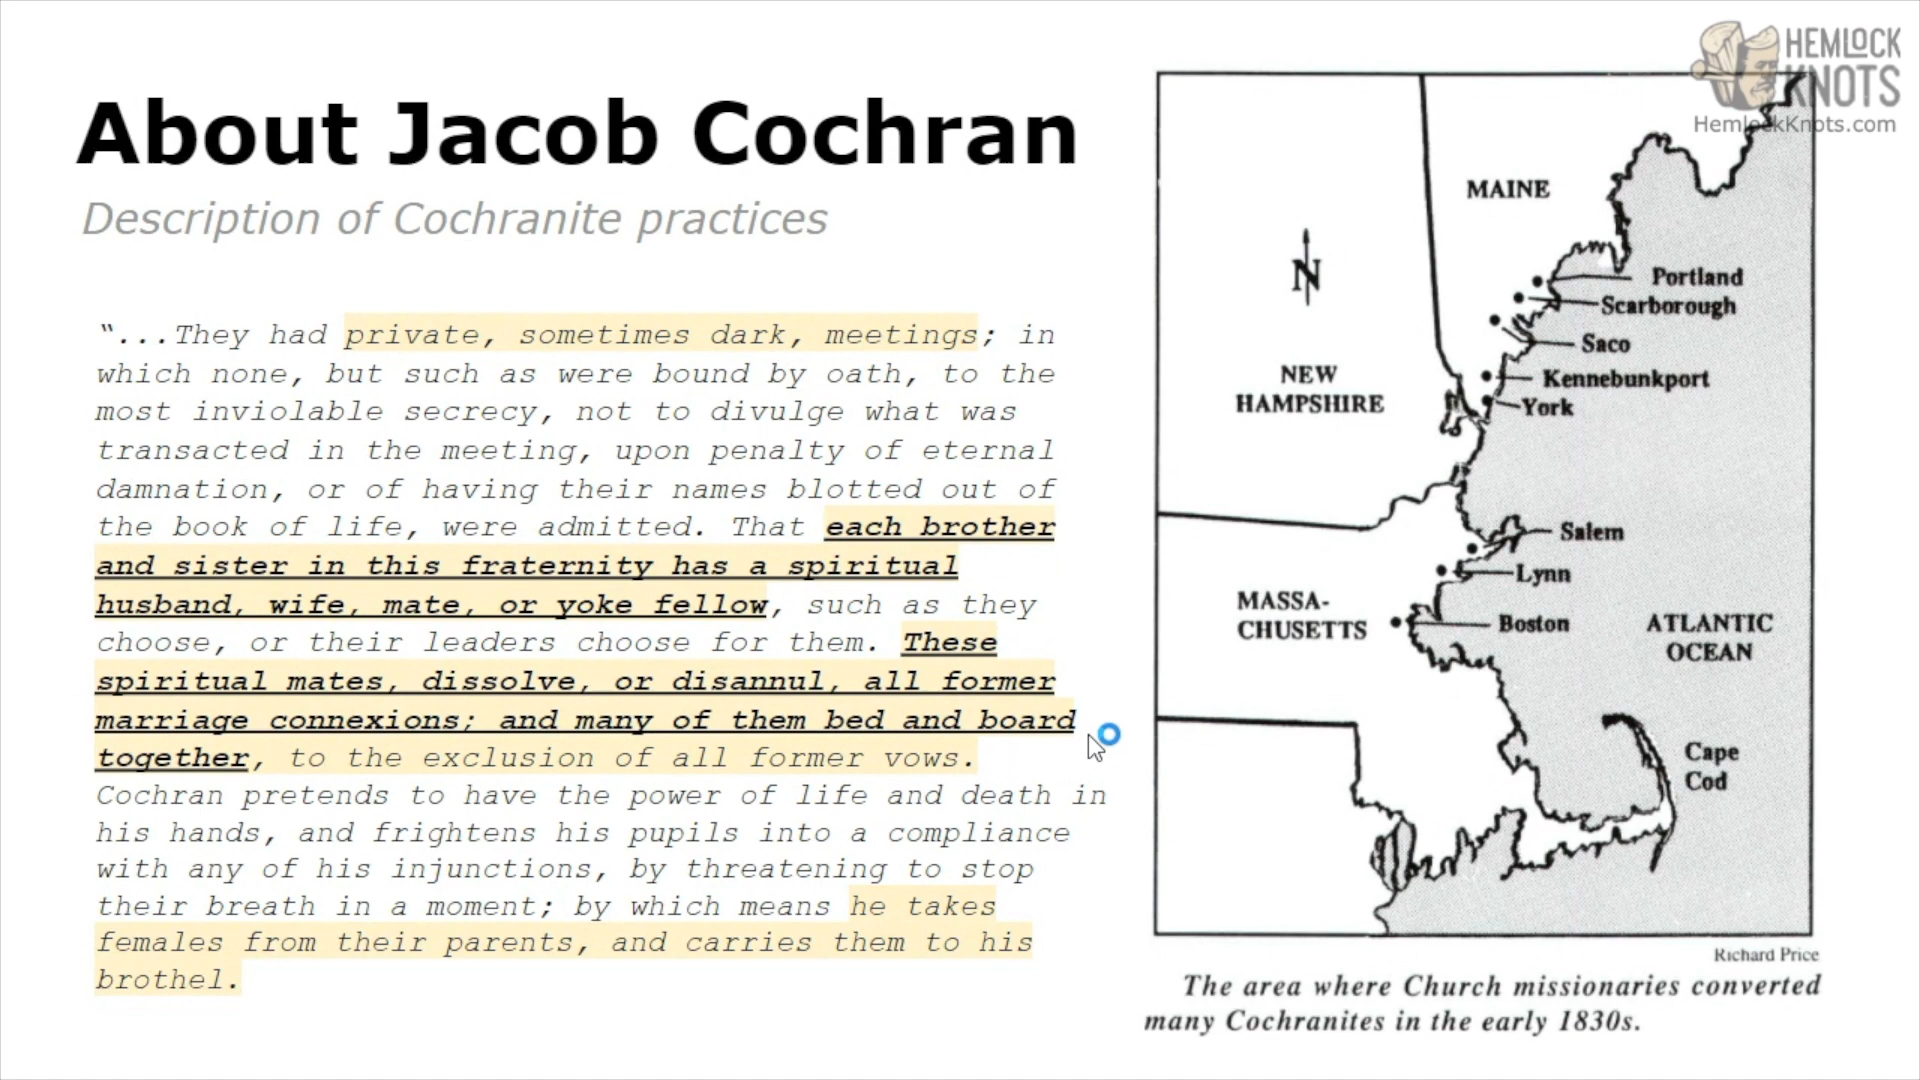 HEMLOCK
KNOTS
HemlockKnots.com
About Jacob Cochran
Description of Cochranite practices
“...They had private, sometimes dark, meetings; in
which none, but such as were bound by oath, to the
most inviolable secrecy, not to divulge what was
transacted in the meeting, upon penalty of eternal
damnation, or of having their names blotted out of
the book of life, were admitted. That each brother
and sister in this fraternity has a spiritual
husband, wife, mate, or yoke fellow, such as they
choose, or their leaders choose for them. These
spiritual mates, dissolve, or disannul, all former
marriage connexions; and many of them bed and board
together, to the exclusion of all former vows.
Cochran pretends to have the power of life and death in
his hands, and frightens his pupils into a compliance
with any of his injunctions, by threatening to stop
their breath in a moment; by which means he takes
females from their parents, and carries them to his
brothel.
MAINE
N
Portland
Scarborough
Saco
NEW
HAMPSHIRE
Kennebunkport
York
Salem
Lynn
MASSA-
CHUSETTS
Boston
ATLANTIC
OCEAN
Cape
Cod
Richard Price
The area where Church missionaries converted
many Cochranites in the early 1830s.